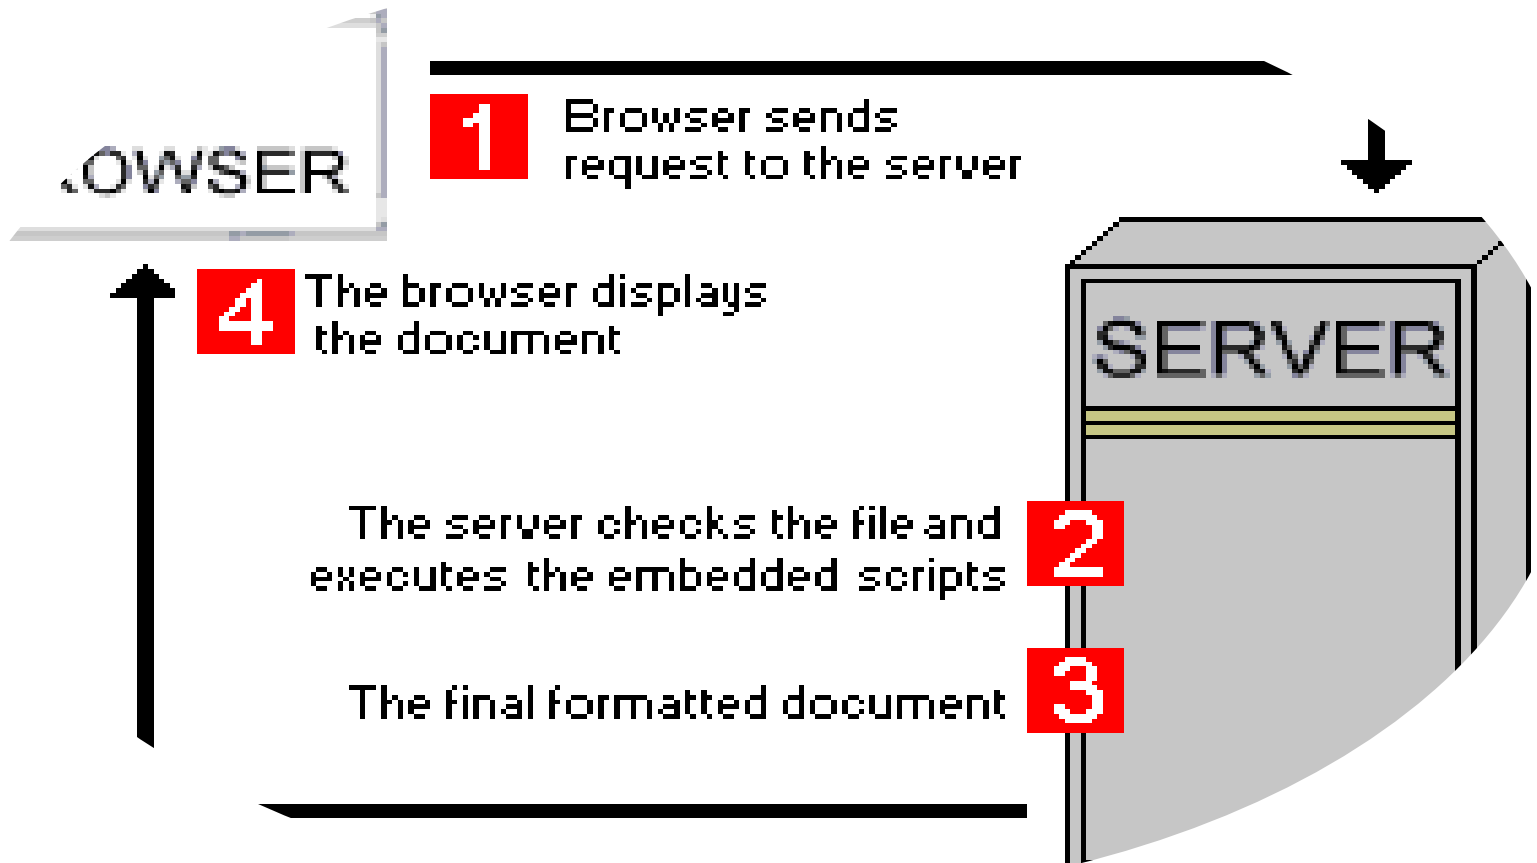 OWSER
1
Browser sends
request to the server
4
The browser displays
the document
SERVER
The server checks the file and
executes the embedded scripts
2
The final formatted document
3